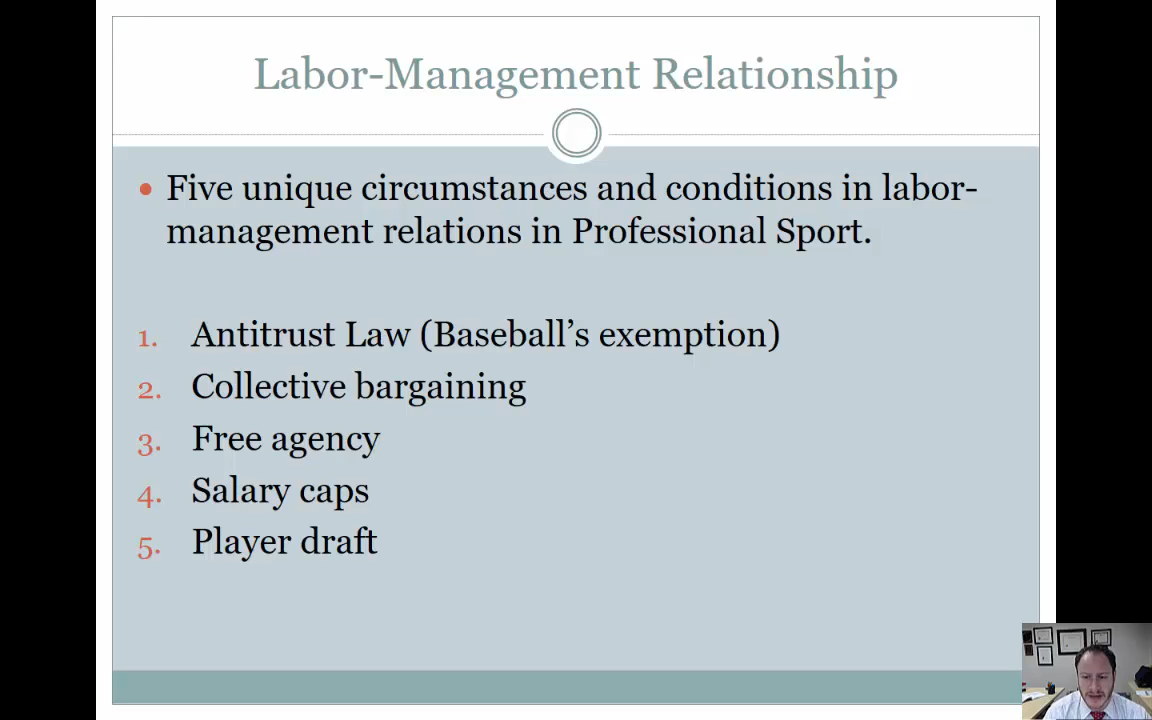 Labor-Management Relationship
• Five unique circumstances and conditions in labor-
management relations in Professional Sport.
1. Antitrust Law (Baseball’s exemption)
2. Collective bargaining
3. Free agency
4. Salary caps
5. Player draft